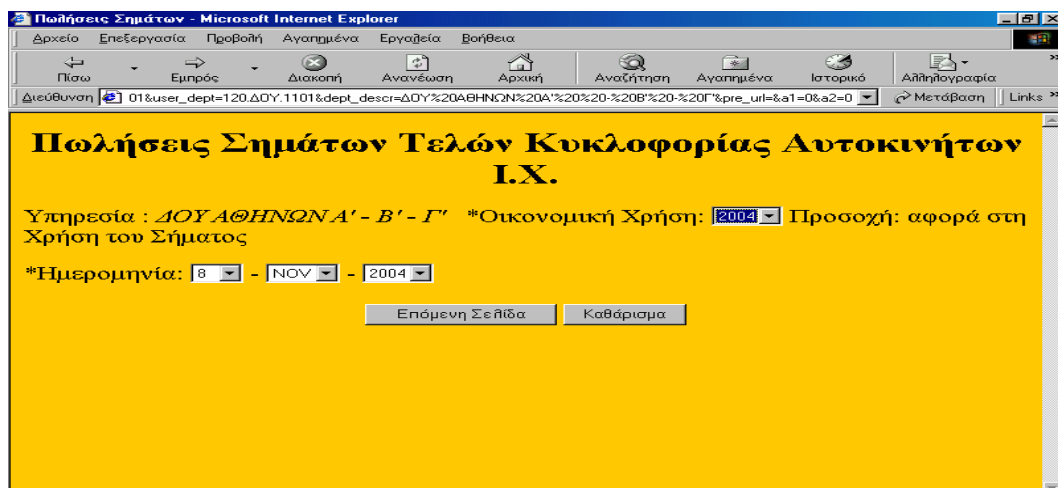 Πωλήσεις Σημάτων - Microsoft Internet Explorer
Αρχείο Επεξεργασία Προβολή Αγαπημένα Εργαλεία Βοήθεια
Πίσω Εμπρός Διακοπή Ανανέωση Αρχική Αναζήτηση Αγαπημένα Ιστορικό Αλληλογραφία
Διεύθυνση 01&user_dept=120.ΔΟΥ.1101&dept_descr=ΔΟΥ%20ΑΘΗΝΩΝ%20Α'%20%20-%20Β'%20-%20Γ'&pre_url=&a1=0&a2=0 Μετάβαση Links
Πωλήσεις Σημάτων Τελών Κυκλοφορίας Αυτοκινήτων
Ι.Χ.
Υπηρεσία : ΔΟΥ ΑΘΗΝΩΝ Α' - Β' - Γ' *Οικονομική Χρήση: 2004 Προσοχή: αφορά στη
Χρήση του Σήματος
*Ημερομηνία: 8 - NOV - 2004
Επόμενη Σελίδα Καθάρισμα